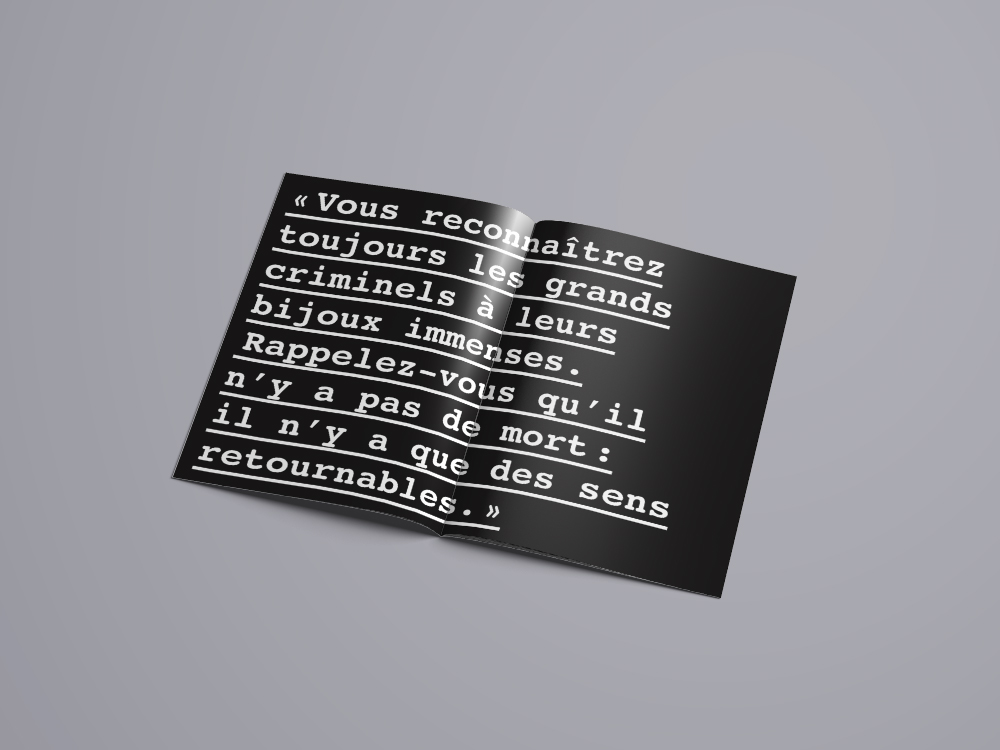 « Vous reconnaîtrez
toujours les grands
criminels à leurs
bijoux immenses.
Rappelez-vous qu’il
n’y a pas de mort :
il n’y a que des sens
retournables. »